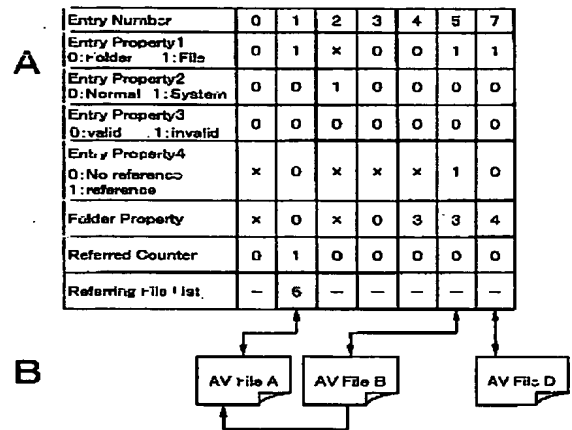 A
Entry Number 0 1 2 3 4 5 7
Entry Property1
0:Folder 1:File 0 1 × 0 0 1 1
Entry Property2
0:Normal 1:System 0 0 1 0 0 0 0
Entry Property3
0:valid 1:invalid 0 0 0 0 0 0 0
Entry Property4
0:No reference
1:reference × 0 × × × 1 0
Folder Property × 0 × 0 3 3 4
Referred Counter 0 1 0 0 0 0 0
Referring File List — 5 — — — — —
B
AV File A AV File B AV File D